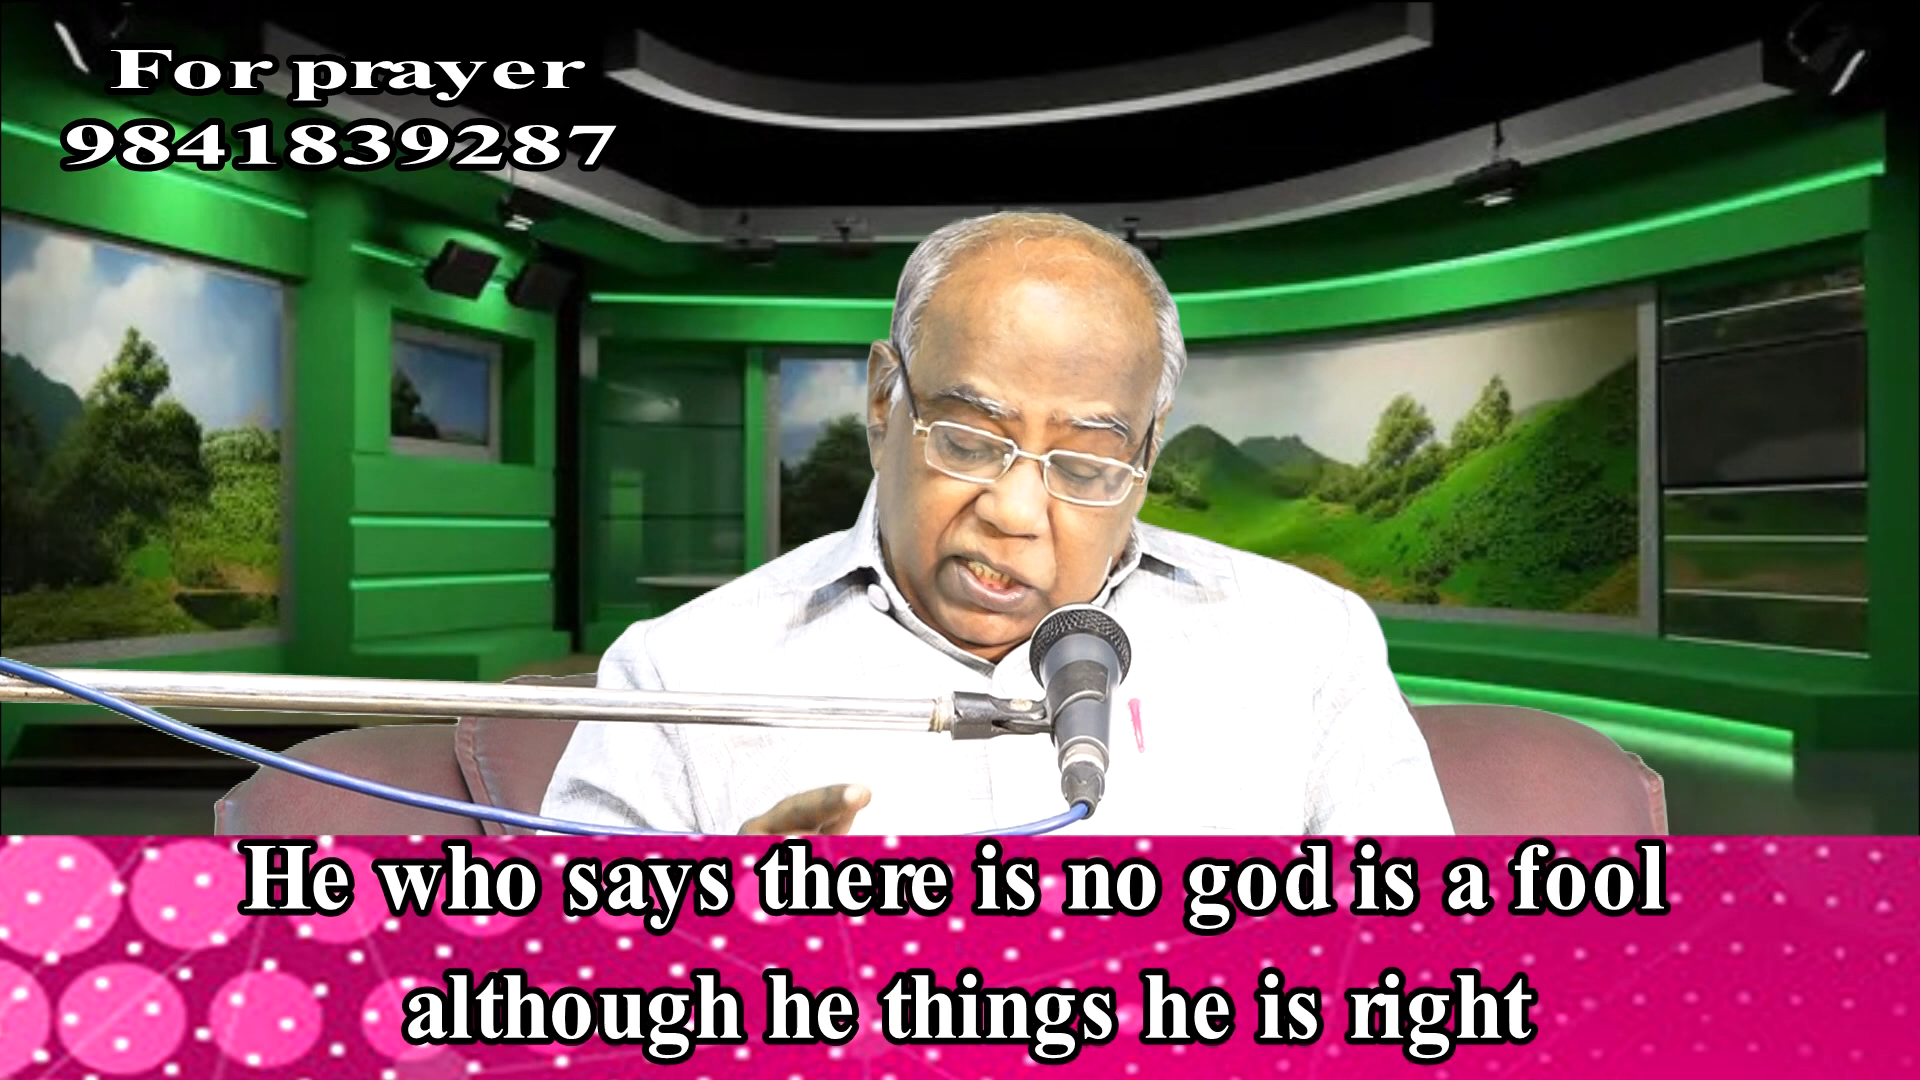 For prayer
9841839287
He who says there is no god is a fool
although he things he is right